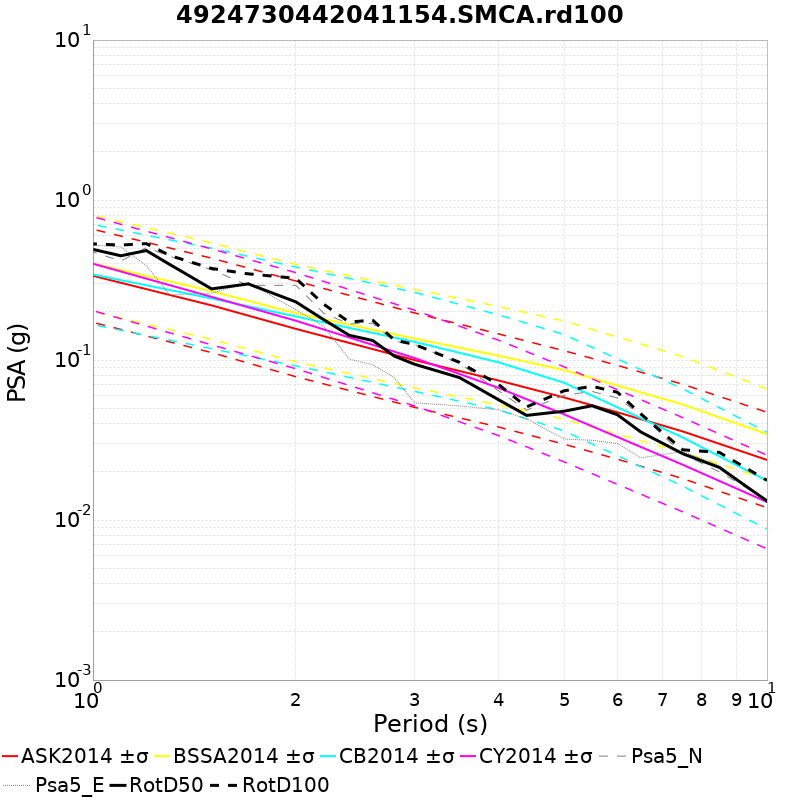 4924730442041154.SMCA.rd100
10^1
10^0
10^-1
10^-2
10^-3
PSA (g)
10^0 2 3 4 5 6 7 8 9 10^1
Period (s)
ASK2014 ±σ BSSA2014 ±σ CB2014 ±σ CY2014 ±σ Psa5_N
Psa5_E RotD50 RotD100